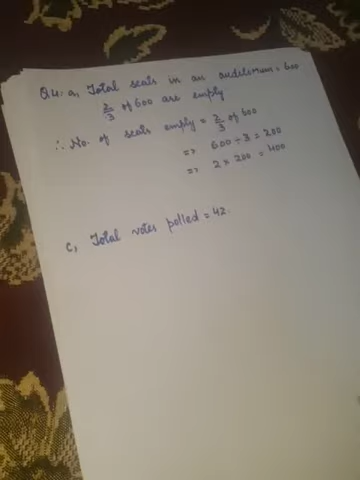 Q4. a, Total seats in an auditorium = 600
2/3 of 600 are empty
∴ No. of seats empty = 2/3 of 600
=> 600 ÷ 3 = 200
=> 2 × 200 = 400
c, Total votes polled = 42.